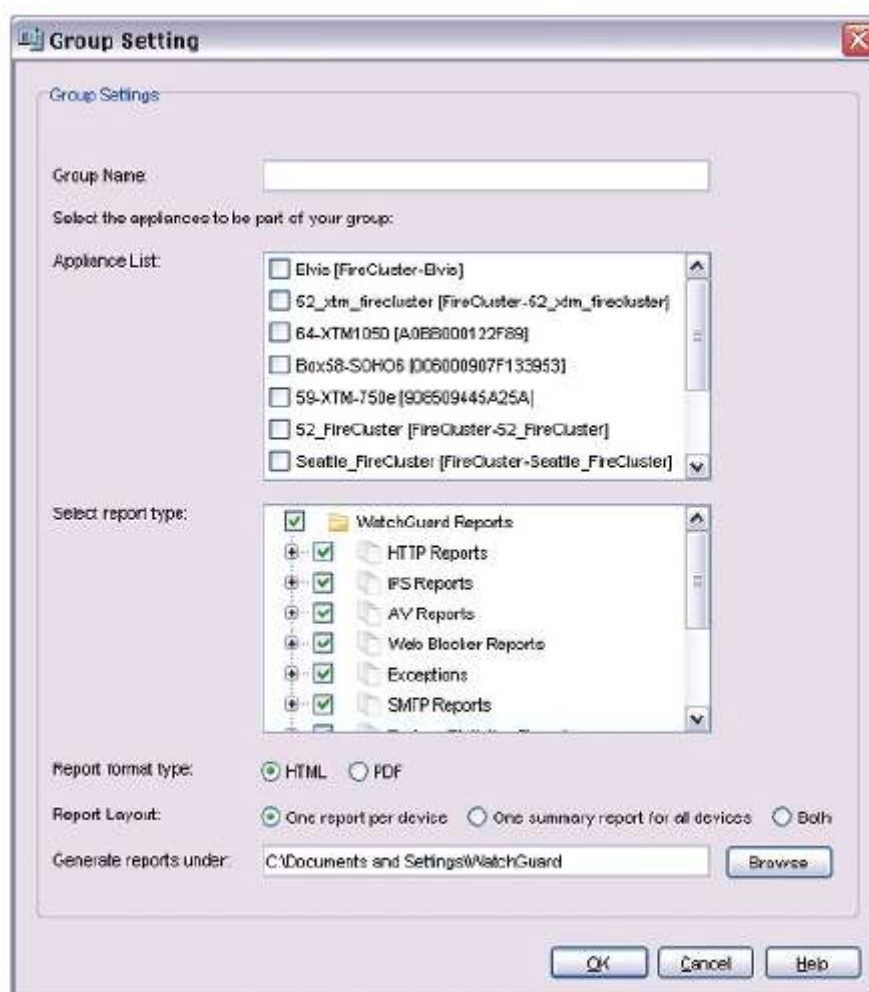 Group Setting
Group Settings
Group Name:
Select the appliances to be part of your group:
Appliance List:
Elvis [FireCluster-Elvis]
62_xtm_firecluster [FireCluster-62_xtm_firecluster]
64-XTM1050 [A0BB000122F89]
Box58-SOHO6 [006000907F133953]
59-XTM-750e [908509445A25A]
52_FireCluster [FireCluster-52_FireCluster]
Seattle_FireCluster [FireCluster-Seattle_FireCluster]
Select report type:
WatchGuard Reports
HTTP Reports
IPS Reports
AV Reports
Web Blocker Reports
Exceptions
SMTP Reports
Report format type:
HTML PDF
Report Layout:
One report per device One summary report for all devices Both
Generate reports under:
C:\Documents and Settings\WatchGuard
Browse
OK Cancel Help